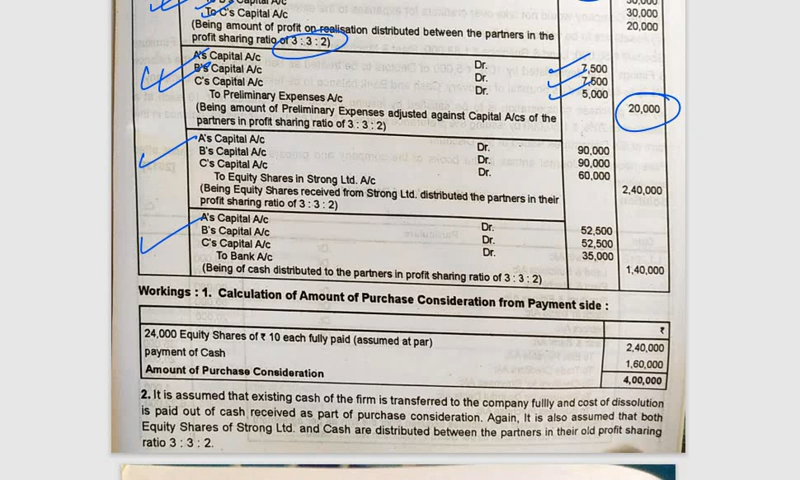 To C's Capital A/c
30,000
20,000
(Being amount of profit on realisation distributed between the partners in the
profit sharing ratio of 3 : 3 : 2)
A's Capital A/c Dr. 7,500
B's Capital A/c Dr. 7,500
C's Capital A/c Dr. 5,000
To Preliminary Expenses A/c 20,000
(Being amount of Preliminary Expenses adjusted against Capital A/cs of the
partners in profit sharing ratio of 3 : 3 : 2)
A's Capital A/c Dr. 90,000
B's Capital A/c Dr. 90,000
C's Capital A/c Dr. 60,000
To Equity Shares in Strong Ltd. A/c 2,40,000
(Being Equity Shares received from Strong Ltd. distributed the partners in their
profit sharing ratio of 3 : 3 : 2)
A's Capital A/c Dr. 52,500
B's Capital A/c Dr. 52,500
C's Capital A/c Dr. 35,000
To Bank A/c 1,40,000
(Being of cash distributed to the partners in profit sharing ratio of 3 : 3 : 2)
Workings : 1. Calculation of Amount of Purchase Consideration from Payment side :
₹
24,000 Equity Shares of ₹ 10 each fully paid (assumed at par) 2,40,000
payment of Cash 1,60,000
Amount of Purchase Consideration 4,00,000
2. It is assumed that existing cash of the firm is transferred to the company fullly and cost of dissolution
is paid out of cash received as part of purchase consideration. Again, It is also assumed that both
Equity Shares of Strong Ltd. and Cash are distributed between the partners in their old profit sharing
ratio 3 : 3 : 2.